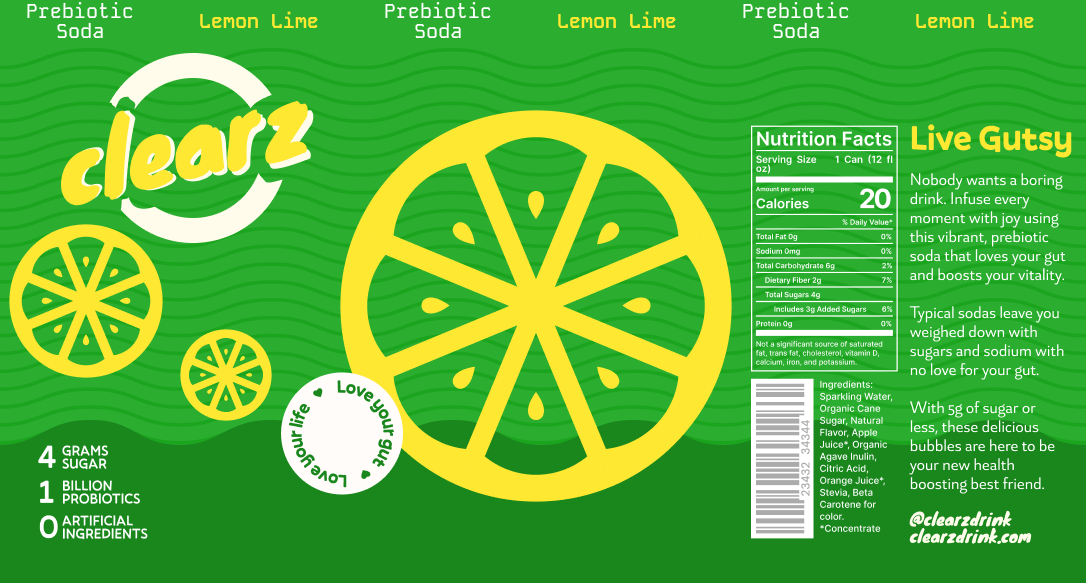 Prebiotic
Soda
Lemon Lime
Prebiotic
Soda
Lemon Lime
Prebiotic
Soda
Lemon Lime
clearz
4 GRAMS
SUGAR
1 BILLION
PROBIOTICS
0 ARTIFICIAL
INGREDIENTS
Love your gut
Love your life
Nutrition Facts
Serving Size 1 Can (12 fl
oz)
Amount per serving
Calories 20
% Daily Value*
Total Fat 0g 0%
Sodium 0mg 0%
Total Carbohydrate 6g 2%
Dietary Fiber 2g 7%
Total Sugars 4g
Includes 3g Added Sugars 6%
Protein 0g 0%
Not a significant source of saturated
fat, trans fat, cholesterol, vitamin D,
calcium, iron, and potassium.
23432 34344
Ingredients:
Sparkling Water,
Organic Cane
Sugar, Natural
Flavor, Apple
Juice*, Organic
Agave Inulin,
Citric Acid,
Orange Juice*,
Stevia, Beta
Carotene for
color.
*Concentrate
Live Gutsy
Nobody wants a boring
drink. Infuse every
moment with joy using
this vibrant, prebiotic
soda that loves your gut
and boosts your vitality.
Typical sodas leave you
weighed down with
sugars and sodium with
no love for your gut.
With 5g of sugar or
less, these delicious
bubbles are here to be
your new health
boosting best friend.
@clearzdrink
clearzdrink.com